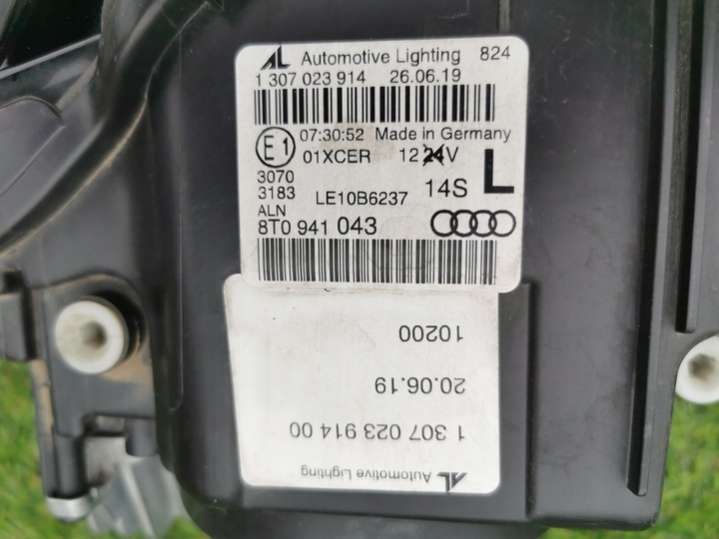 AL Automotive Lighting 824
1 307 023 914 26.06.19
E1 07:30:52 Made in Germany
01XCER 12 24V
3070
3183 LE10B6237 14S L
ALN
8T0 941 043
AL Automotive Lighting
1 307 023 914 00
20.06.19
10200